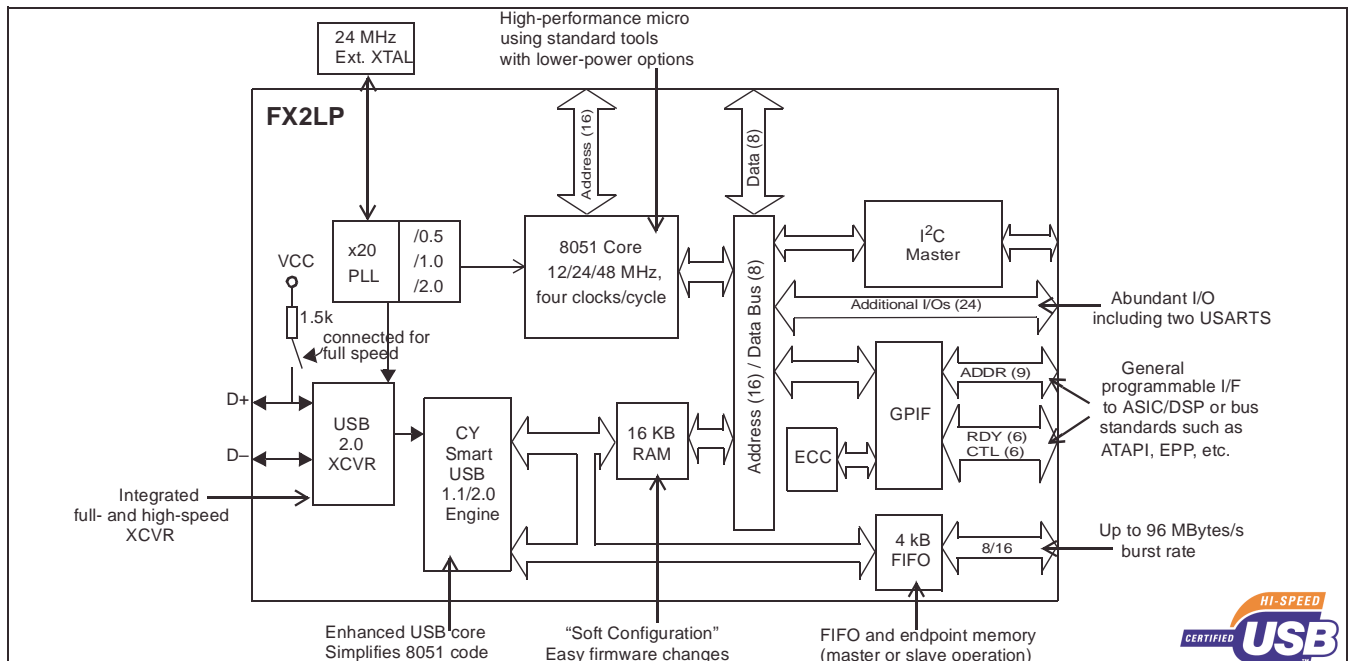 High-performance micro
using standard tools
with lower-power options
24 MHz
Ext. XTAL
FX2LP
Address (16)
Data (8)
x20
PLL
/0.5
/1.0
/2.0
8051 Core
12/24/48 MHz,
four clocks/cycle
I2C
Master
VCC
1.5k
connected for
full speed
Additional I/Os (24)
Abundant I/O
including two USARTS
Address (16) / Data Bus (8)
D+
D–
USB
2.0
XCVR
CY
Smart
USB
1.1/2.0
Engine
16 KB
RAM
ECC
GPIF
ADDR (9)
RDY (6)
CTL (6)
General
programmable I/F
to ASIC/DSP or bus
standards such as
ATAPI, EPP, etc.
Integrated
full- and high-speed
XCVR
4 kB
FIFO
8/16
Up to 96 MBytes/s
burst rate
Enhanced USB core
Simplifies 8051 code
“Soft Configuration”
Easy firmware changes
FIFO and endpoint memory
(master or slave operation)
HI-SPEED
CERTIFIED
USB